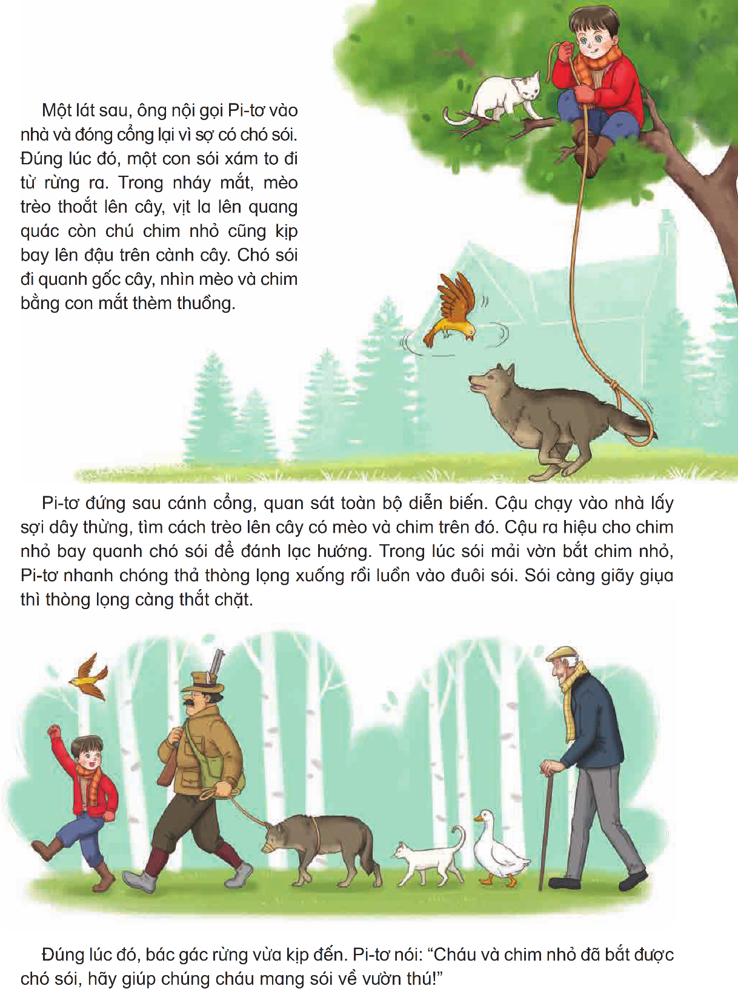 Một lát sau, ông nội gọi Pi-tơ vào
nhà và đóng cổng lại vì sợ có chó sói.
Đúng lúc đó, một con sói xám to đi
từ rừng ra. Trong nháy mắt, mèo
trèo thoắt lên cây, vịt la lên quang
quác còn chú chim nhỏ cũng kịp
bay lên đậu trên cành cây. Chó sói
đi quanh gốc cây, nhìn mèo và chim
bằng con mắt thèm thuồng.
Pi-tơ đứng sau cánh cổng, quan sát toàn bộ diễn biến. Cậu chạy vào nhà lấy
sợi dây thừng, tìm cách trèo lên cây có mèo và chim trên đó. Cậu ra hiệu cho chim
nhỏ bay quanh chó sói để đánh lạc hướng. Trong lúc sói mải vờn bắt chim nhỏ,
Pi-tơ nhanh chóng thả thòng lọng xuống rồi luồn vào đuôi sói. Sói càng giãy giụa
thì thòng lọng càng thắt chặt.
Đúng lúc đó, bác gác rừng vừa kịp đến. Pi-tơ nói: “Cháu và chim nhỏ đã bắt được
chó sói, hãy giúp chúng cháu mang sói về vườn thú!”